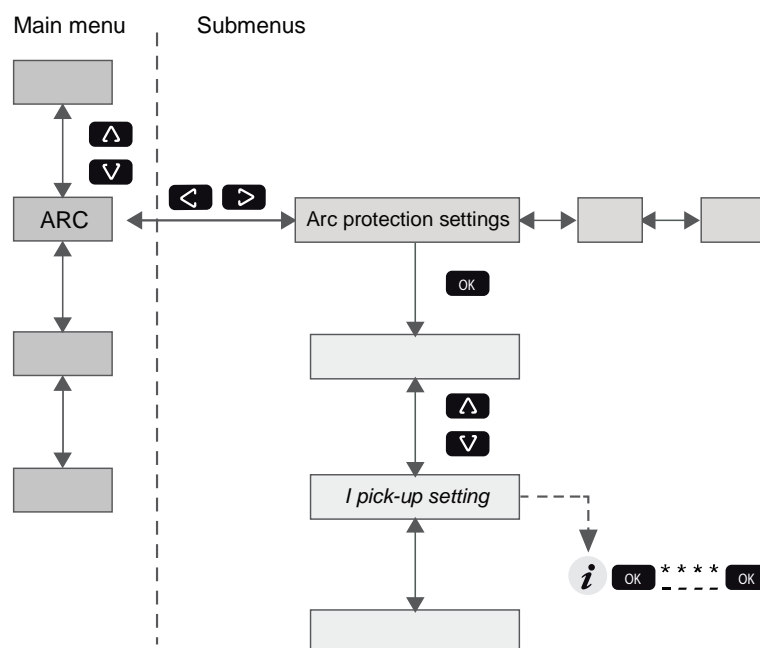 Main menu
Submenus
ARC
Arc protection settings
OK
I pick-up setting
i OK * * * * OK